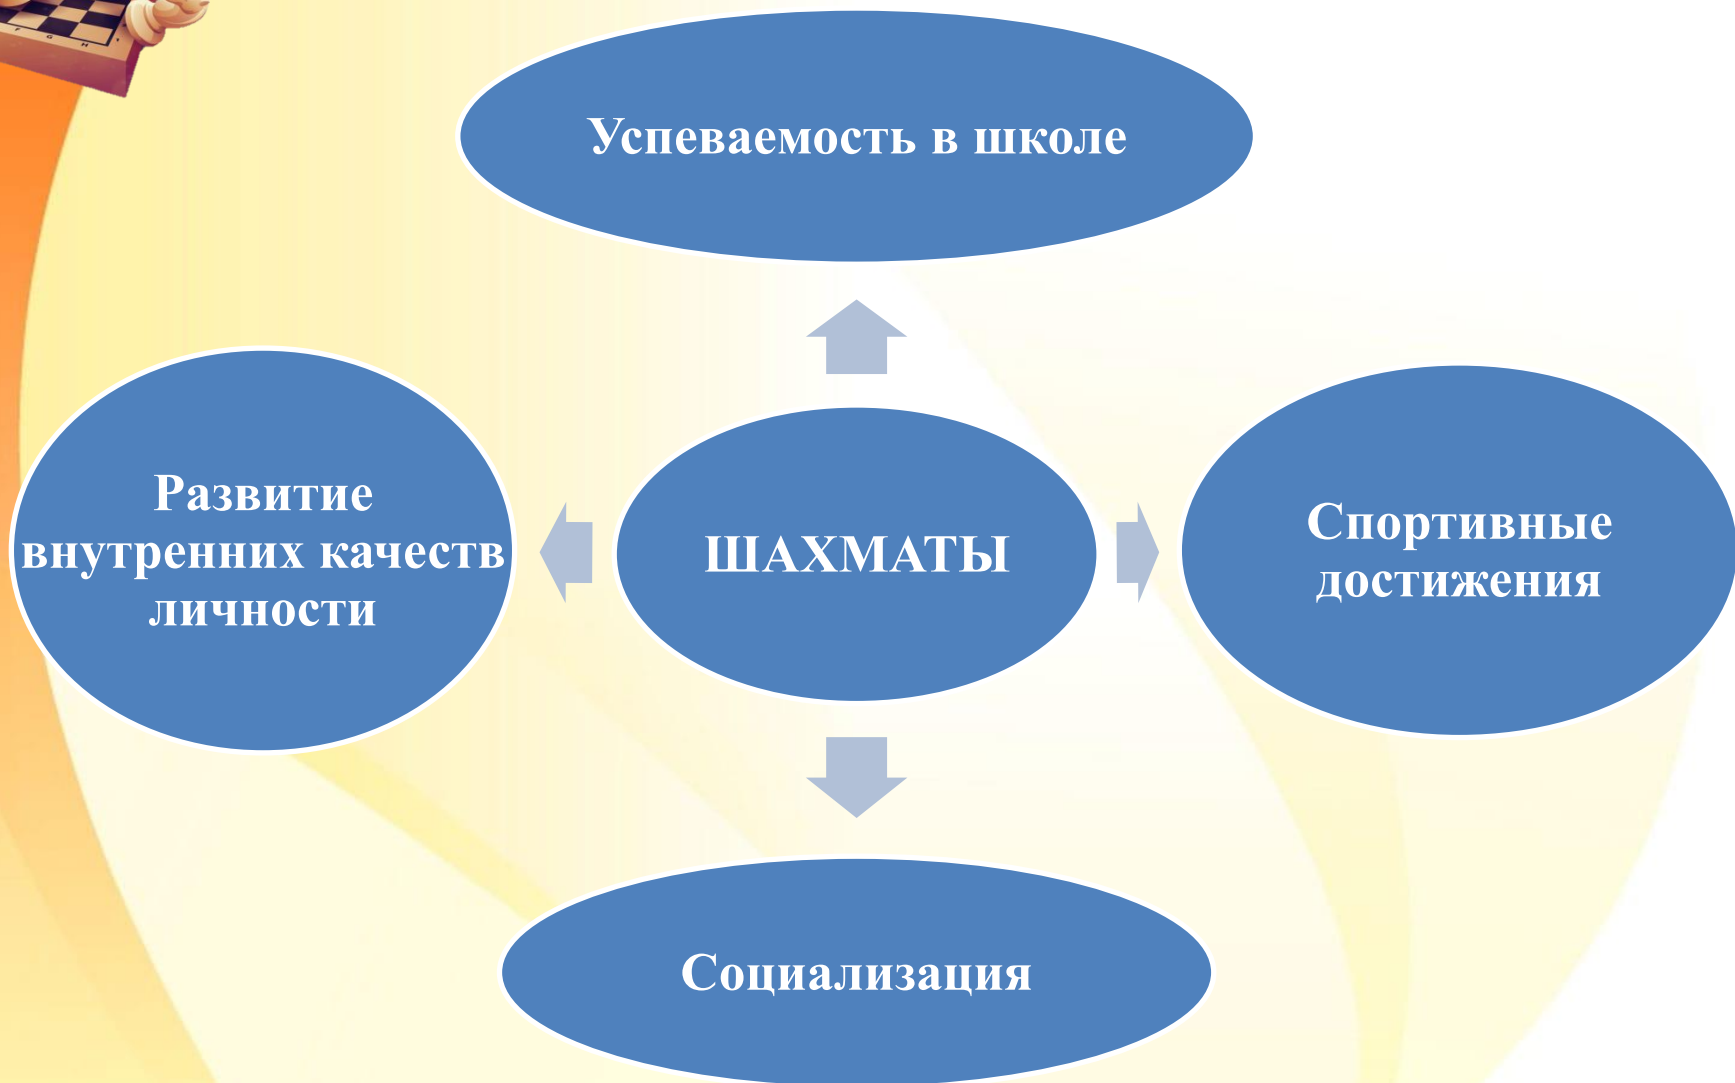 Успеваемость в школе
Развитие
внутренних качеств
личности
ШАХМАТЫ
Спортивные
достижения
Социализация